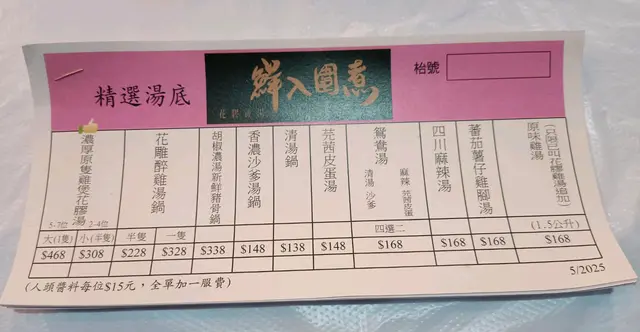 精選湯底
鮮入圍煮
枱號
濃厚原隻雞煲花膠湯
5-7位
2-4位
花雕醉雞湯鍋
胡椒濃湯新鮮豬骨鍋
香濃沙爹湯鍋
清湯鍋
芫茜皮蛋湯
鴛鴦湯
清湯 沙爹
麻辣 芫茜皮蛋
四川麻辣湯
蕃茄薯仔雞腳湯
原味雞湯
(只限已叫花膠雞湯追加)
大(1隻) 小(半隻) 半隻 一隻 四選二 (1.5公升)
$468 $308 $228 $328 $338 $148 $138 $148 $168 $168 $168 $168
5/2025
(人頭醬料每位$15元，全單加一服費)